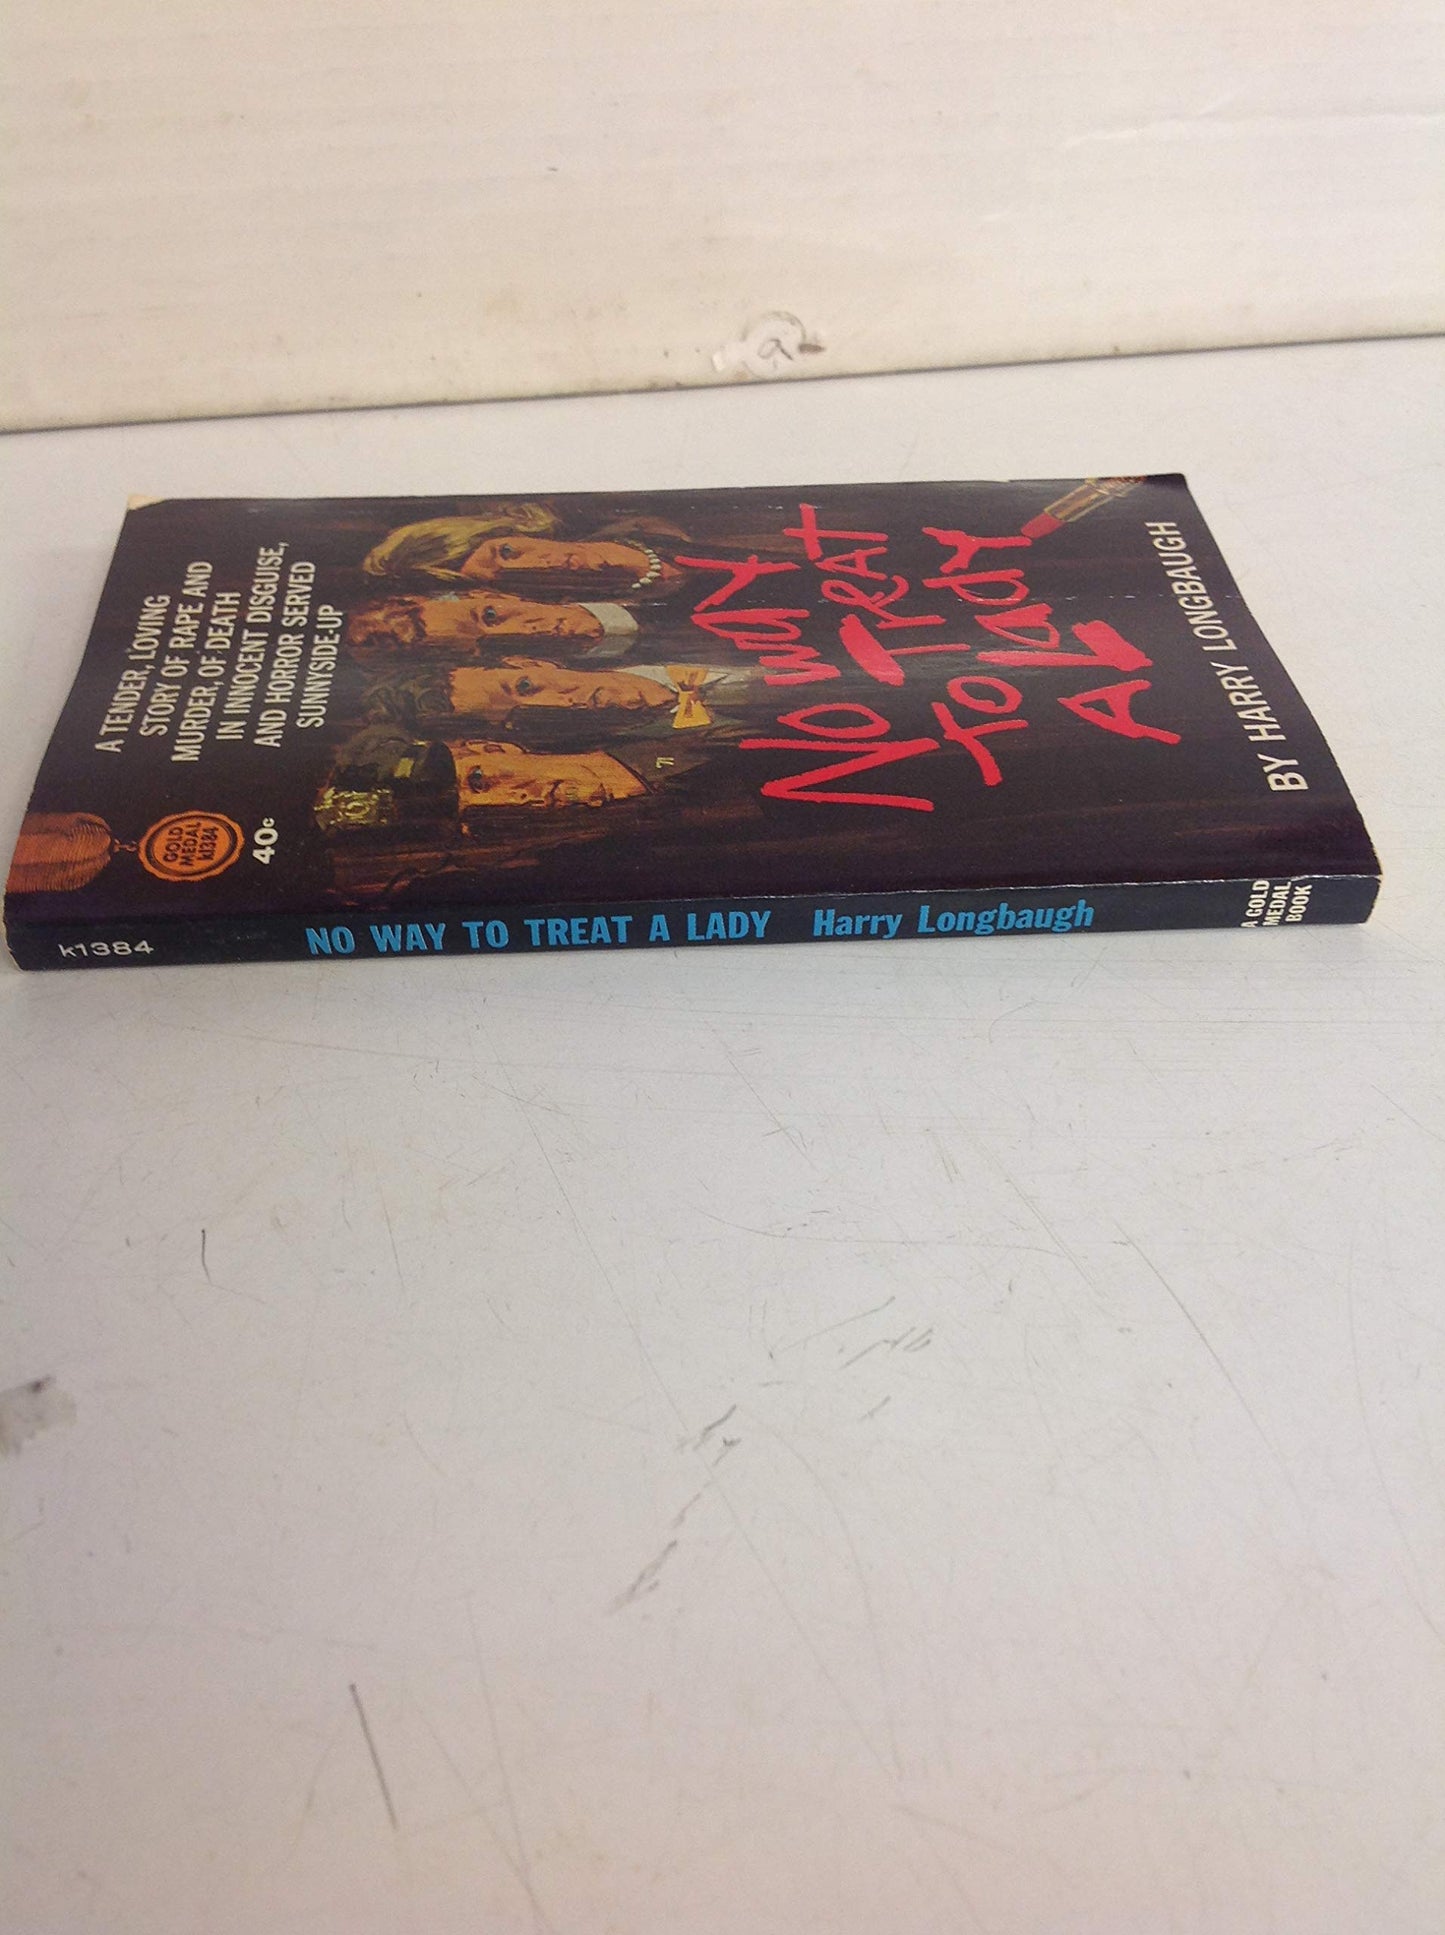 A TENDER, LOVING
STORY OF RAPE AND
MURDER, OF DEATH
IN INNOCENT DISGUISE,
AND HORROR SERVED
SUNNYSIDE-UP
GOLD
MEDAL
k1384
40c
71
NO WAY
TO TREAT
A LADY
BY HARRY LONGBAUGH
k1384
NO WAY TO TREAT A LADY Harry Longbaugh
A GOLD
MEDAL
BOOK
a